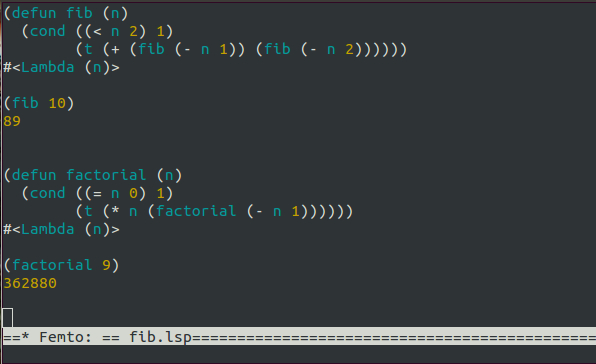 (defun fib (n)
  (cond ((< n 2) 1)
        (t (+ (fib (- n 1)) (fib (- n 2))))))
#<Lambda (n)>

(fib 10)
89

(defun factorial (n)
  (cond ((= n 0) 1)
        (t (* n (factorial (- n 1))))))
#<Lambda (n)>

(factorial 9)
362880

==* Femto: == fib.lsp=============================================